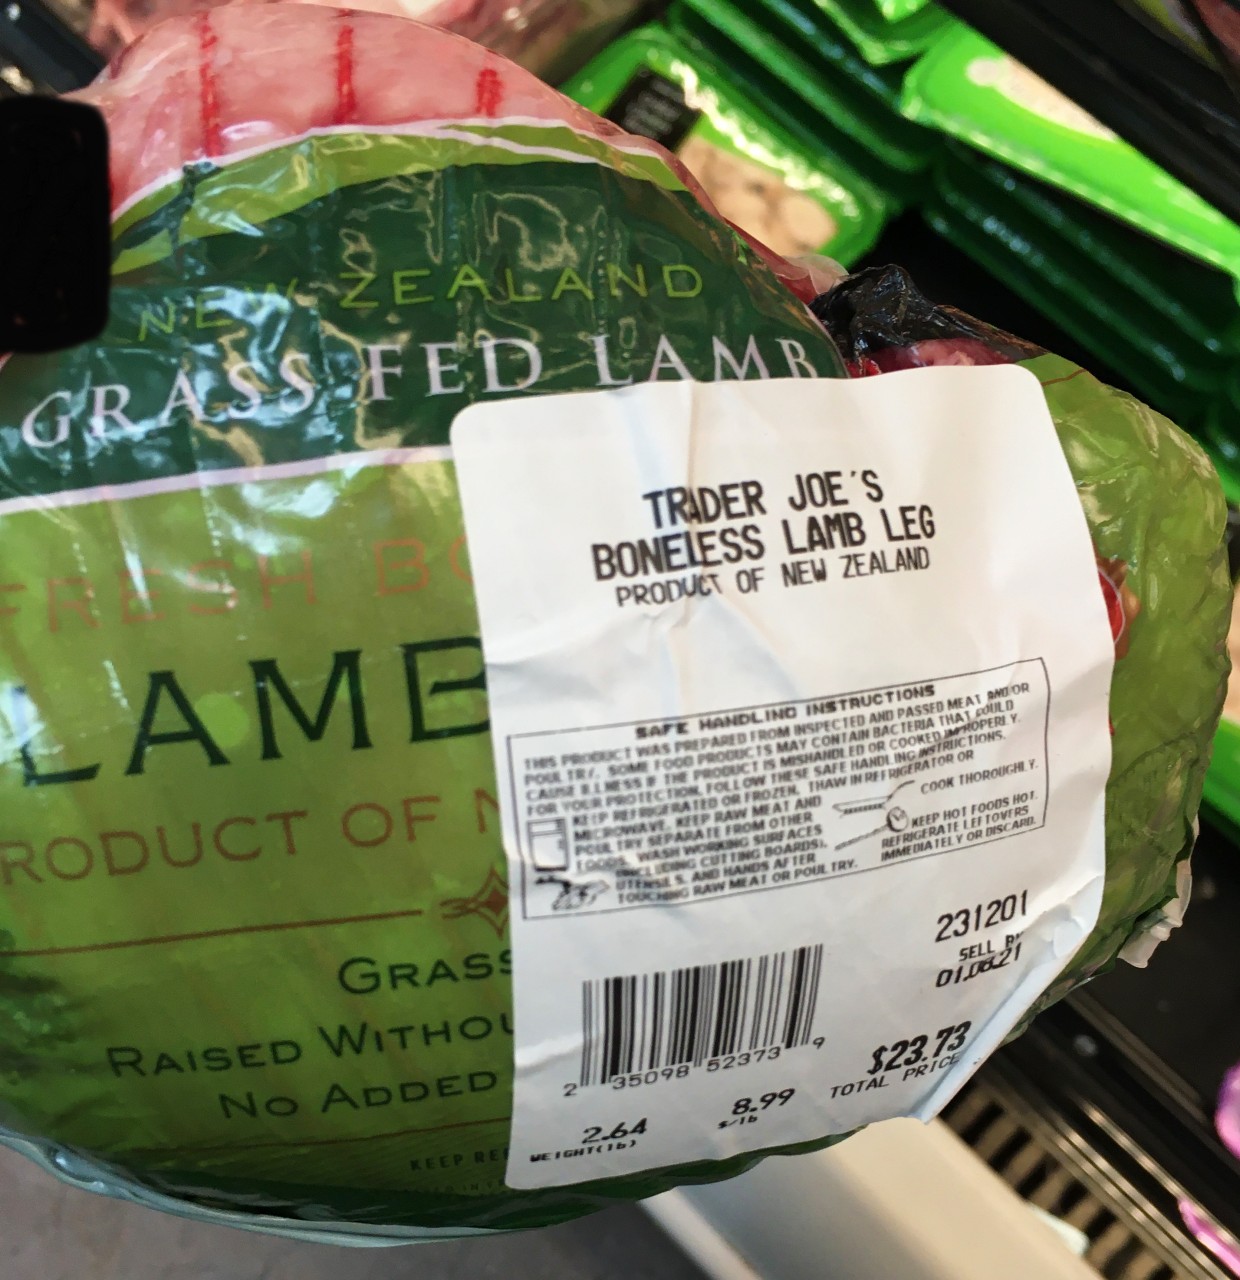 NEW ZEALAND
GRASS FED LAMB
FRESH BO
LAMB
PRODUCT OF N
GRASS
RAISED WITHOU
NO ADDED
KEEP REF
TRADER JOE'S
BONELESS LAMB LEG
PRODUCT OF NEW ZEALAND
SAFE HANDLING INSTRUCTIONS
THIS PRODUCT WAS PREPARED FROM INSPECTED AND PASSED MEAT AND/OR
POULTRY. SOME FOOD PRODUCTS MAY CONTAIN BACTERIA THAT COULD
CAUSE ILLNESS IF THE PRODUCT IS MISHANDLED OR COOKED IMPROPERLY.
FOR YOUR PROTECTION, FOLLOW THESE SAFE HANDLING INSTRUCTIONS.
KEEP REFRIGERATED OR FROZEN. THAW IN REFRIGERATOR OR
MICROWAVE. KEEP RAW MEAT AND
POULTRY SEPARATE FROM OTHER
FOODS. WASH WORKING SURFACES
(INCLUDING CUTTING BOARDS),
UTENSILS, AND HANDS AFTER
TOUCHING RAW MEAT OR POULTRY.
COOK THOROUGHLY.
KEEP HOT FOODS HOT.
REFRIGERATE LEFTOVERS
IMMEDIATELY OR DISCARD.
231201
SELL BY
01.08.21
2 35098 52373 9
$23.73
TOTAL PRICE
2.64
WEIGHT(lb)
8.99
$/lb